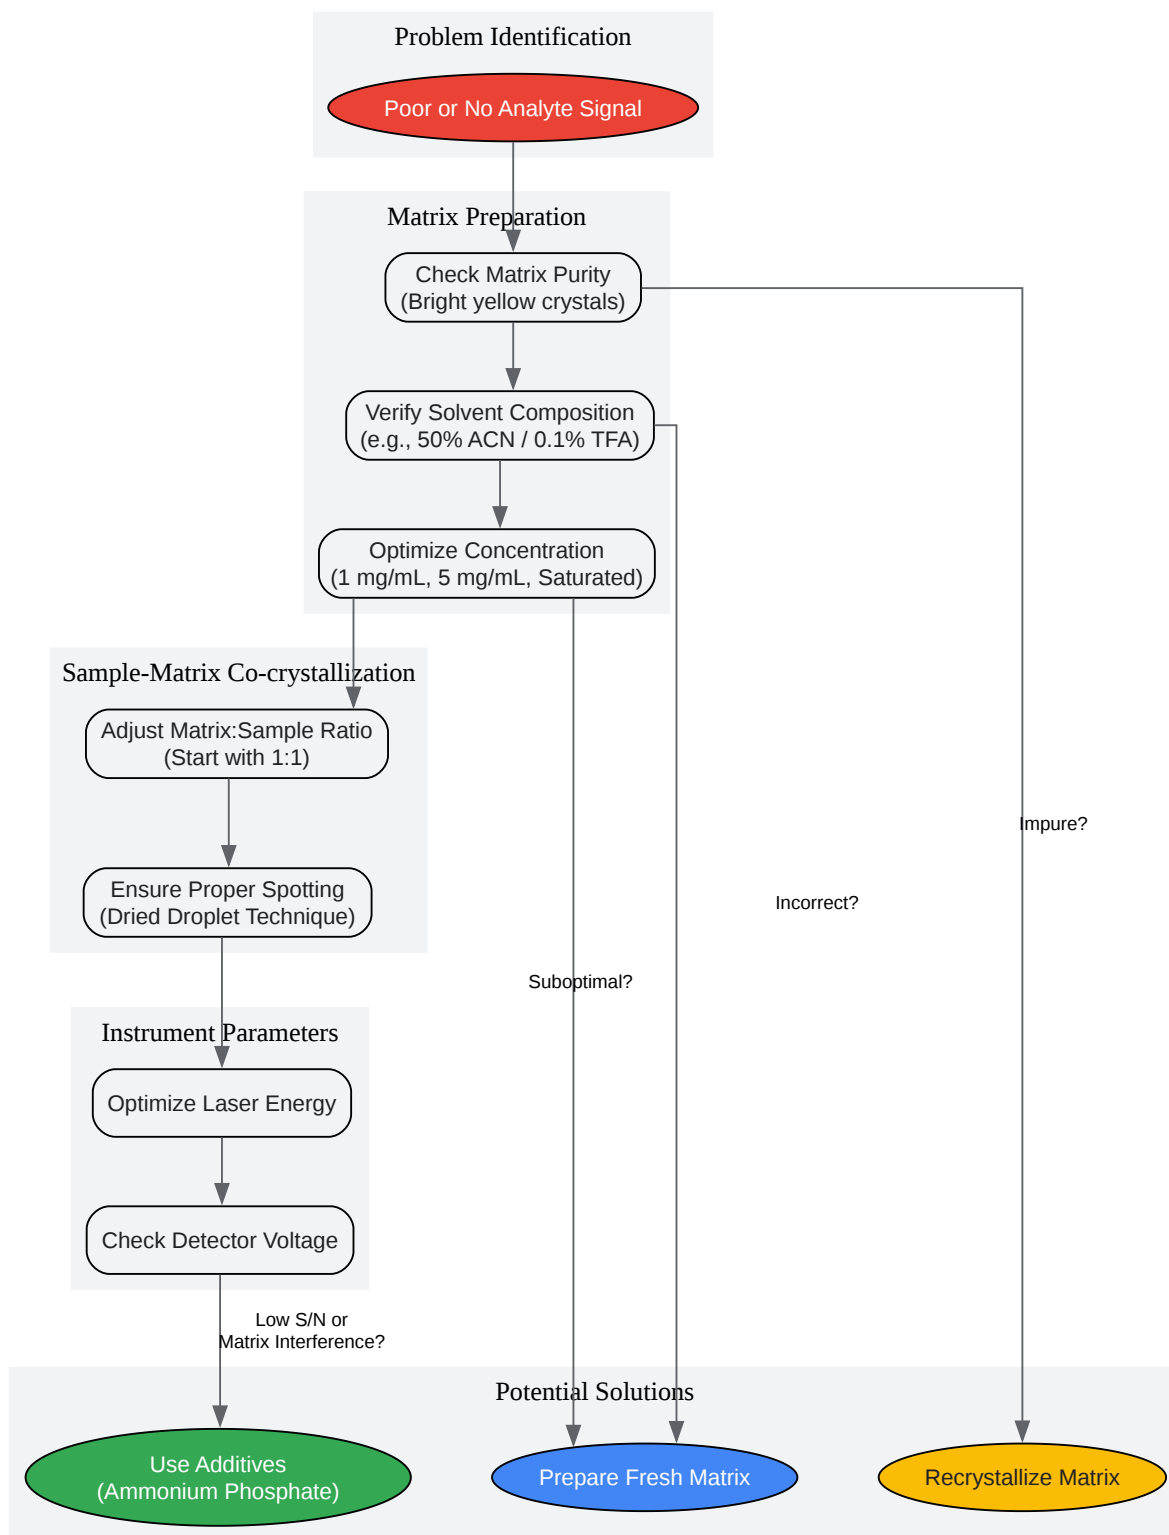 Problem Identification
Poor or No Analyte Signal
Matrix Preparation
Check Matrix Purity
(Bright yellow crystals)
Verify Solvent Composition
(e.g., 50% ACN / 0.1% TFA)
Optimize Concentration
(1 mg/mL, 5 mg/mL, Saturated)
Sample-Matrix Co-crystallization
Adjust Matrix:Sample Ratio
(Start with 1:1)
Impure?
Ensure Proper Spotting
(Dried Droplet Technique)
Incorrect?
Suboptimal?
Instrument Parameters
Optimize Laser Energy
Check Detector Voltage
Low S/N or
Matrix Interference?
Potential Solutions
Use Additives
(Ammonium Phosphate)
Prepare Fresh Matrix
Recrystallize Matrix